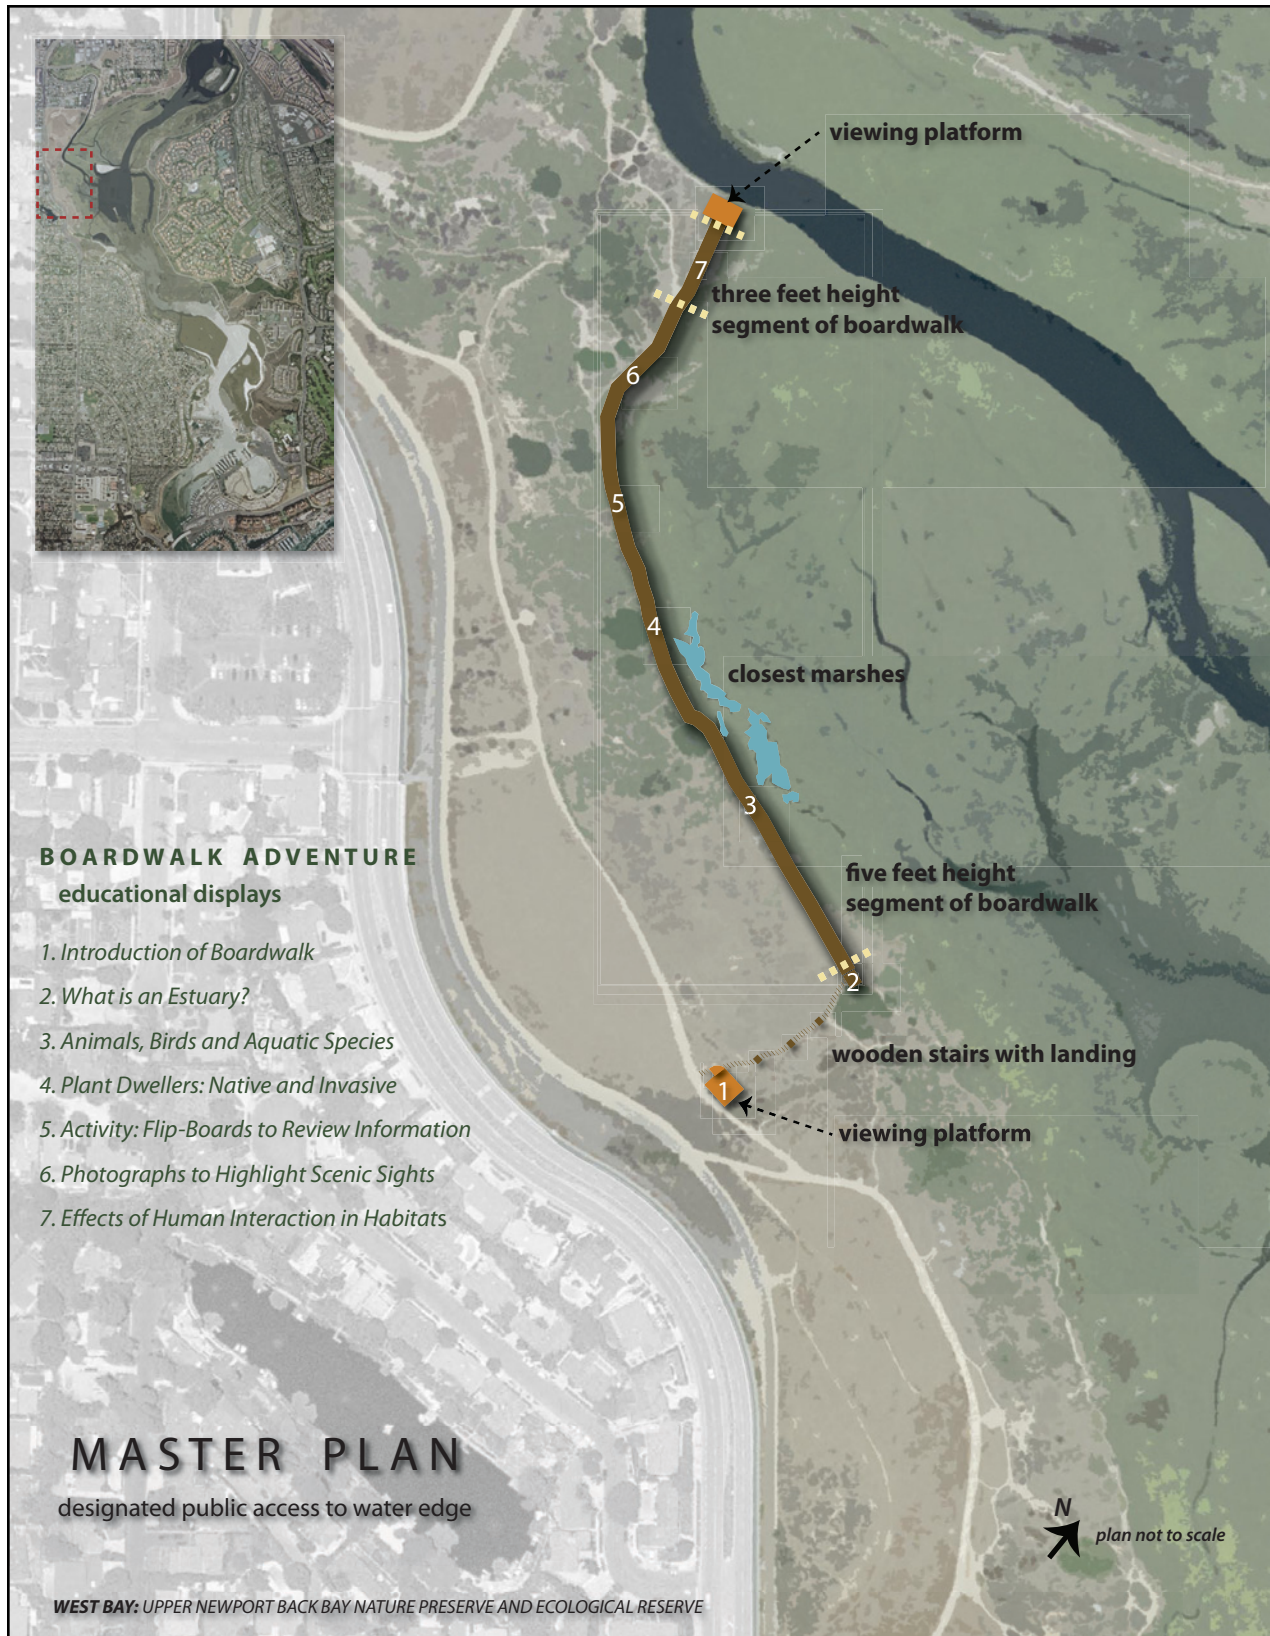 viewing platform
7
three feet height
segment of boardwalk
6
5
4
closest marshes
3
BOARDWALK ADVENTURE
educational displays
1. Introduction of Boardwalk
2. What is an Estuary?
3. Animals, Birds and Aquatic Species
4. Plant Dwellers: Native and Invasive
5. Activity: Flip-Boards to Review Information
6. Photographs to Highlight Scenic Sights
7. Effects of Human Interaction in Habitats
five feet height
segment of boardwalk
2
wooden stairs with landing
1
viewing platform
MASTER PLAN
designated public access to water edge
N
plan not to scale
WEST BAY: UPPER NEWPORT BACK BAY NATURE PRESERVE AND ECOLOGICAL RESERVE